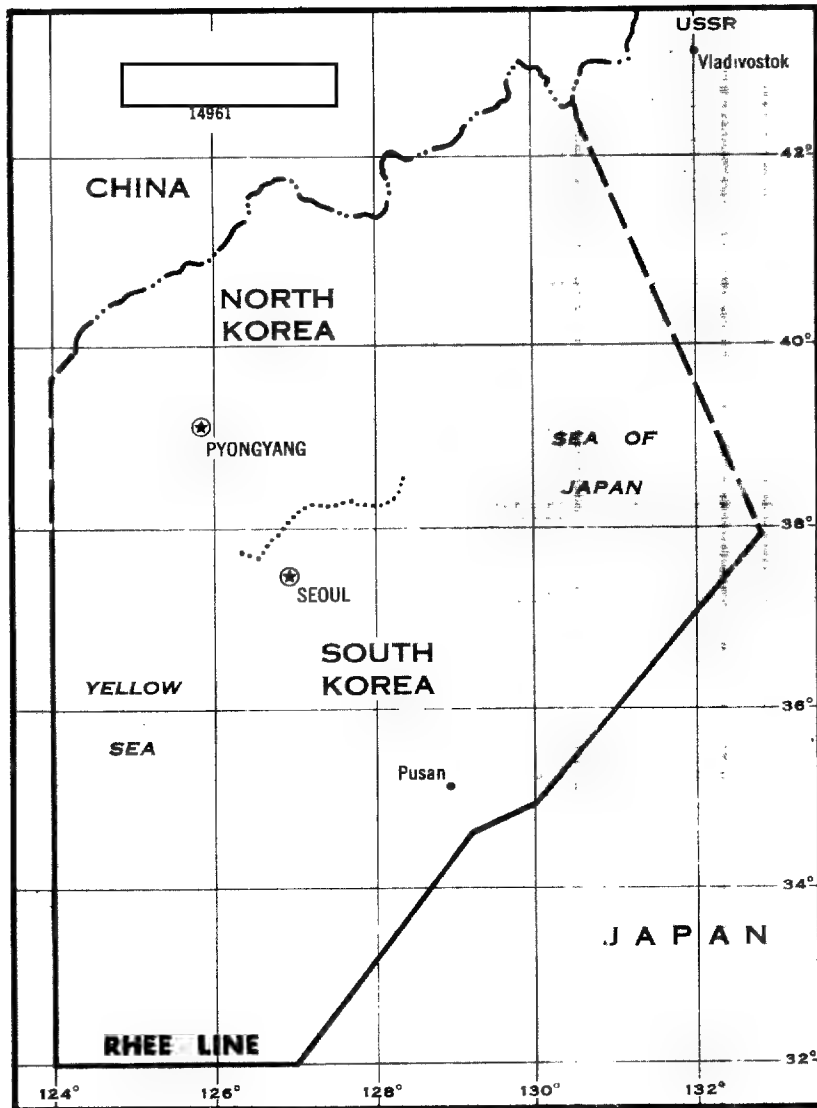 USSR
Vladivostok
14961
42°
CHINA
NORTH
KOREA
40°
PYONGYANG
SEA OF
JAPAN
38°
SEOUL
SOUTH
KOREA
YELLOW
SEA
36°
Pusan
34°
JAPAN
RHEE LINE
32°
124°
126°
128°
130°
132°